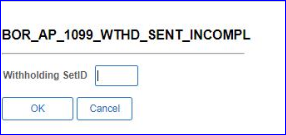 BOR_AP_1099_WTHD_SENT_INCOMPL
Withholding SetID
OK
Cancel